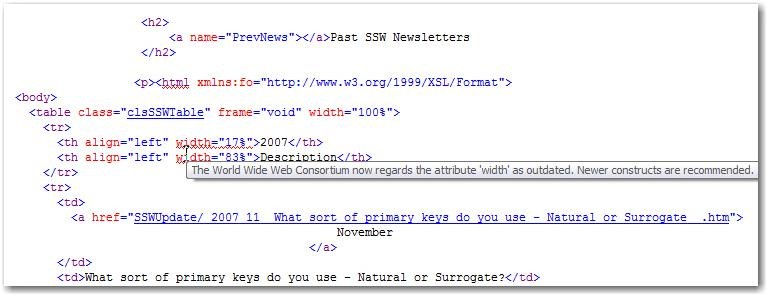 <h2>
<a name="PrevNews"></a>Past SSW Newsletters
</h2>
<p><html xmlns:fo="http://www.w3.org/1999/XSL/Format">
<body>
<table class="clsSSWTable" frame="void" width="100%">
<tr>
<th align="left" width="17%">2007</th>
<th align="left" width="83%">Description</th>
The World Wide Web Consortium now regards the attribute 'width' as outdated. Newer constructs are recommended.
</tr>
<tr>
<td>
<a href="SSWUpdate/ 2007 11  What sort of primary keys do you use - Natural or Surrogate  .htm">
November
</a>
</td>
<td>What sort of primary keys do you use - Natural or Surrogate?</td>